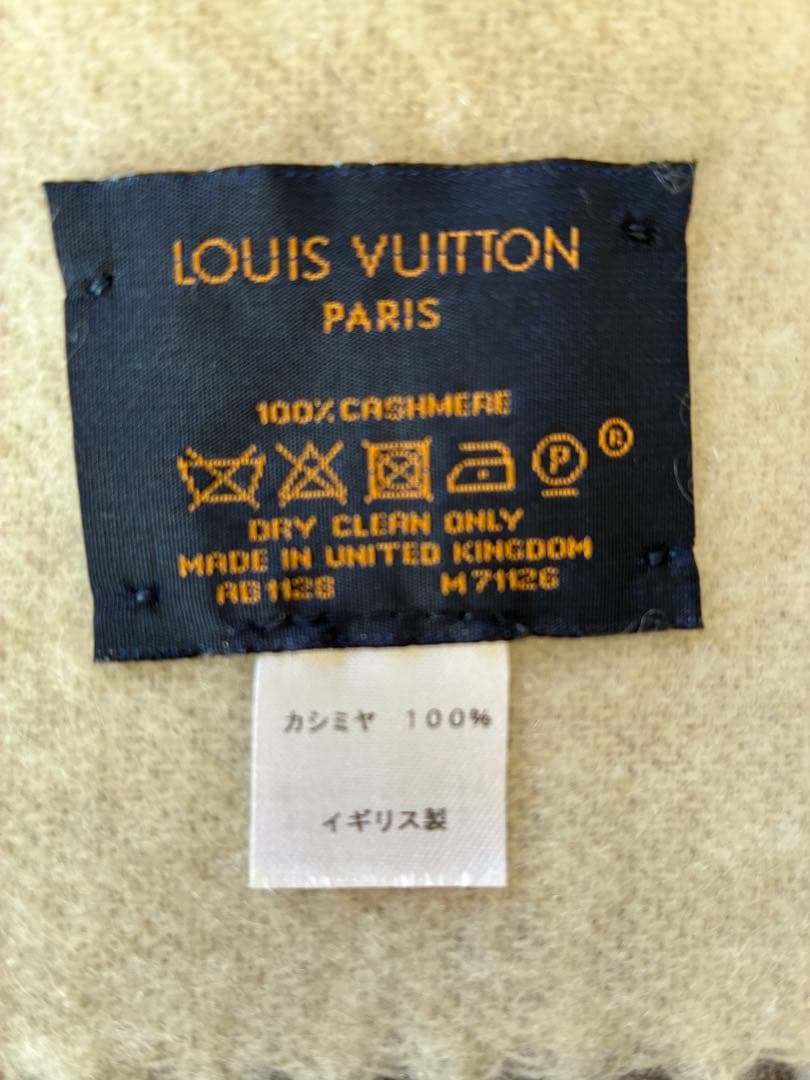 LOUIS VUITTON
PARIS
100% CASHMERE
P ®
DRY CLEAN ONLY
MADE IN UNITED KINGDOM
M71126
カシミヤ 100%
イギリス製